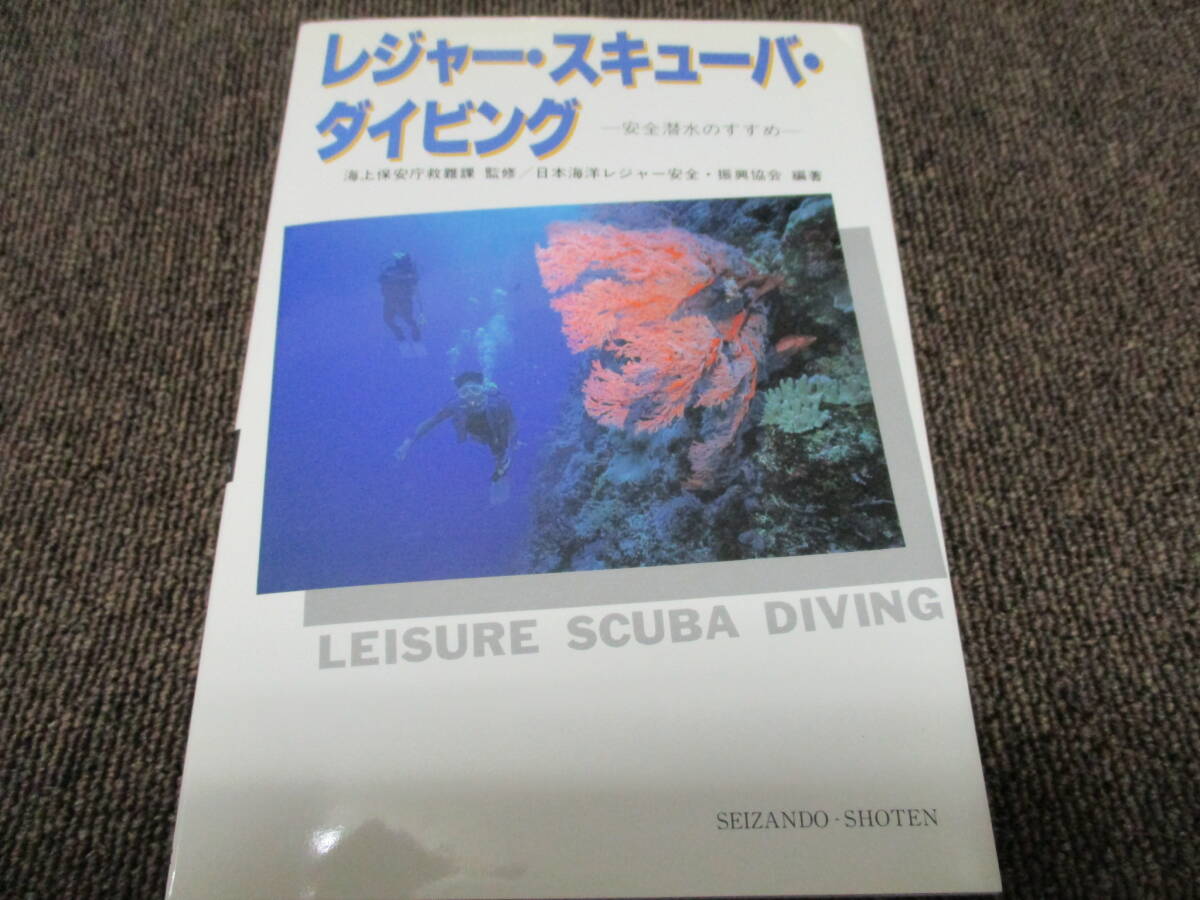 レジャー・スキューバ・
ダイビング
―安全潜水のすすめ―
海上保安庁救難課 監修／日本海洋レジャー安全・振興協会 編著
LEISURE SCUBA DIVING
SEIZANDO-SHOTEN